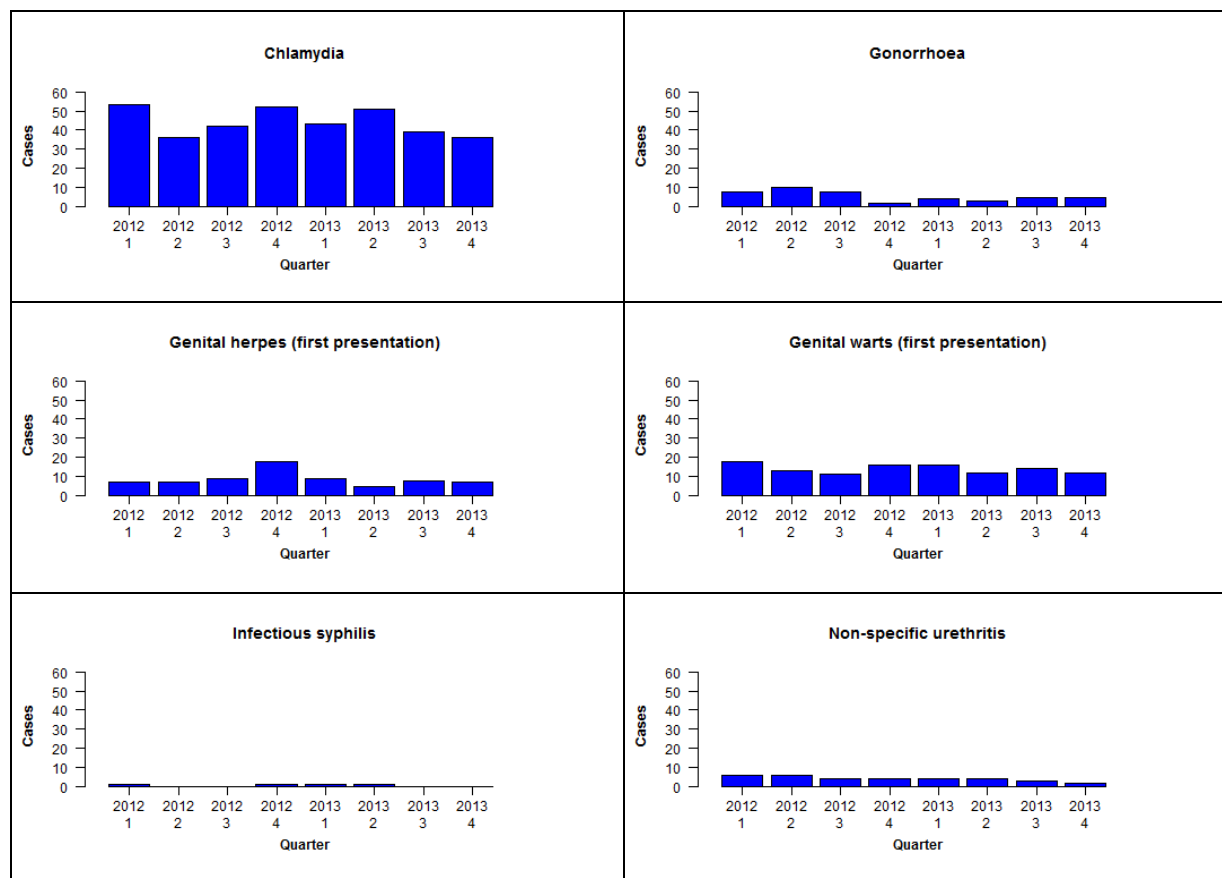 Chlamydia
Cases
60
50
40
30
20
10
0
2012 2012 2012 2012 2013 2013 2013 2013
1 2 3 4 1 2 3 4
Quarter
Gonorrhoea
Cases
60
50
40
30
20
10
0
2012 2012 2012 2012 2013 2013 2013 2013
1 2 3 4 1 2 3 4
Quarter
Genital herpes (first presentation)
Cases
60
50
40
30
20
10
0
2012 2012 2012 2012 2013 2013 2013 2013
1 2 3 4 1 2 3 4
Quarter
Genital warts (first presentation)
Cases
60
50
40
30
20
10
0
2012 2012 2012 2012 2013 2013 2013 2013
1 2 3 4 1 2 3 4
Quarter
Infectious syphilis
Cases
60
50
40
30
20
10
0
2012 2012 2012 2012 2013 2013 2013 2013
1 2 3 4 1 2 3 4
Quarter
Non-specific urethritis
Cases
60
50
40
30
20
10
0
2012 2012 2012 2012 2013 2013 2013 2013
1 2 3 4 1 2 3 4
Quarter